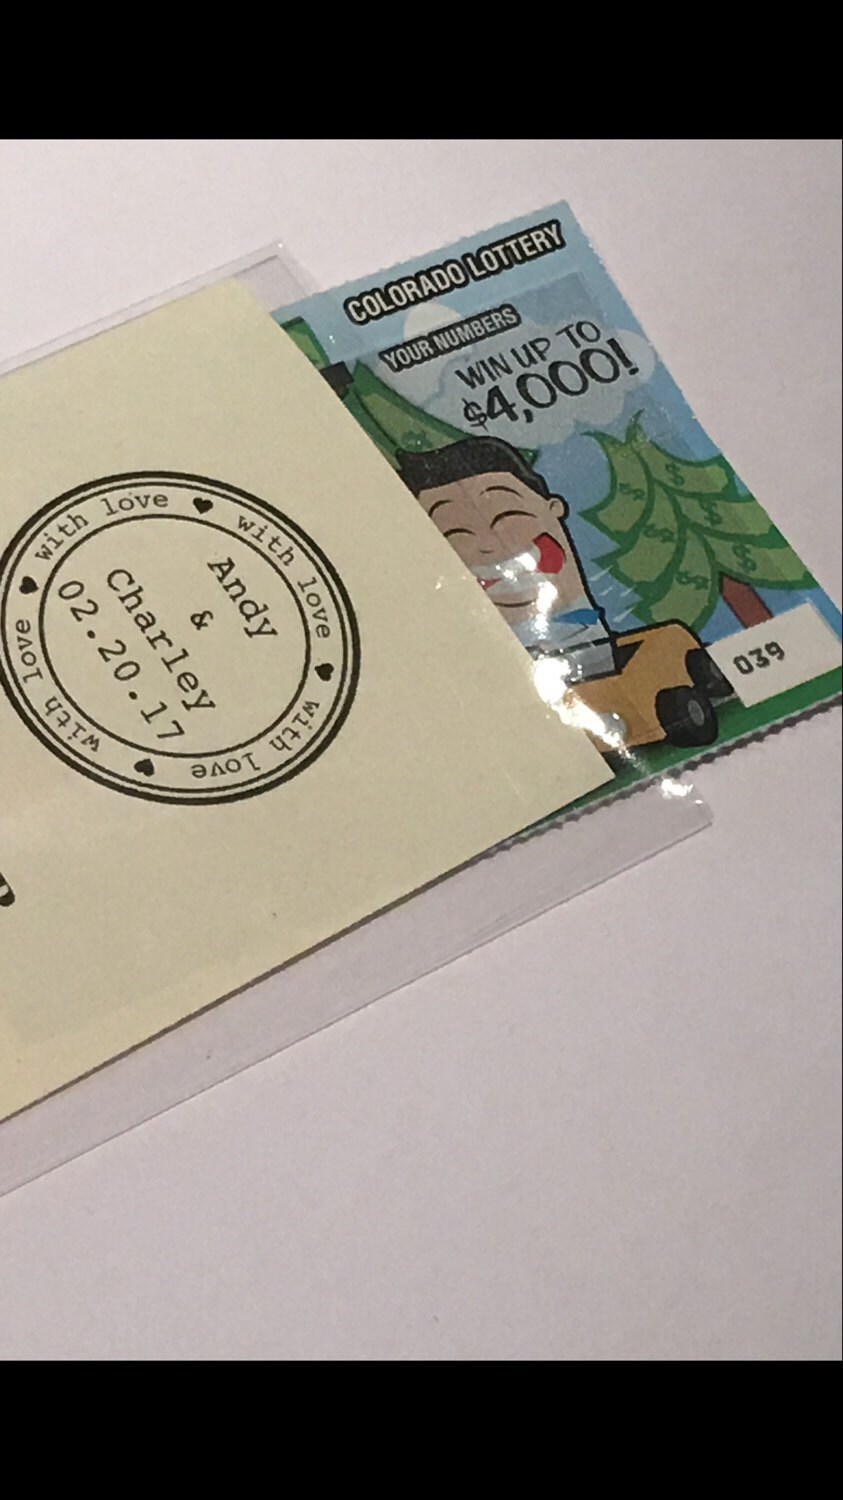 with love ♥ with love ♥ with love ♥ with love ♥
Andy
&
Charley
02.20.17
COLORADO LOTTERY
YOUR NUMBERS
WIN UP TO
$4,000!
039